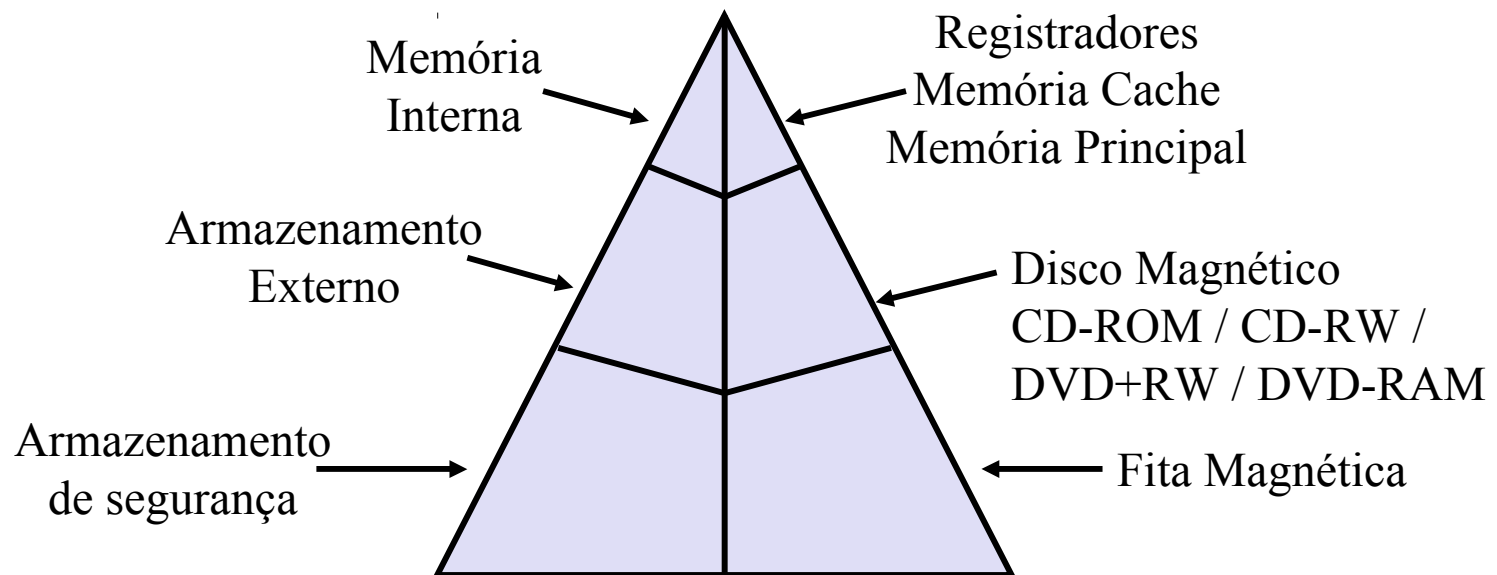 Memória
Interna
Registradores
Memória Cache
Memória Principal
Armazenamento
Externo
Disco Magnético
CD-ROM / CD-RW /
DVD+RW / DVD-RAM
Armazenamento
de segurança
Fita Magnética